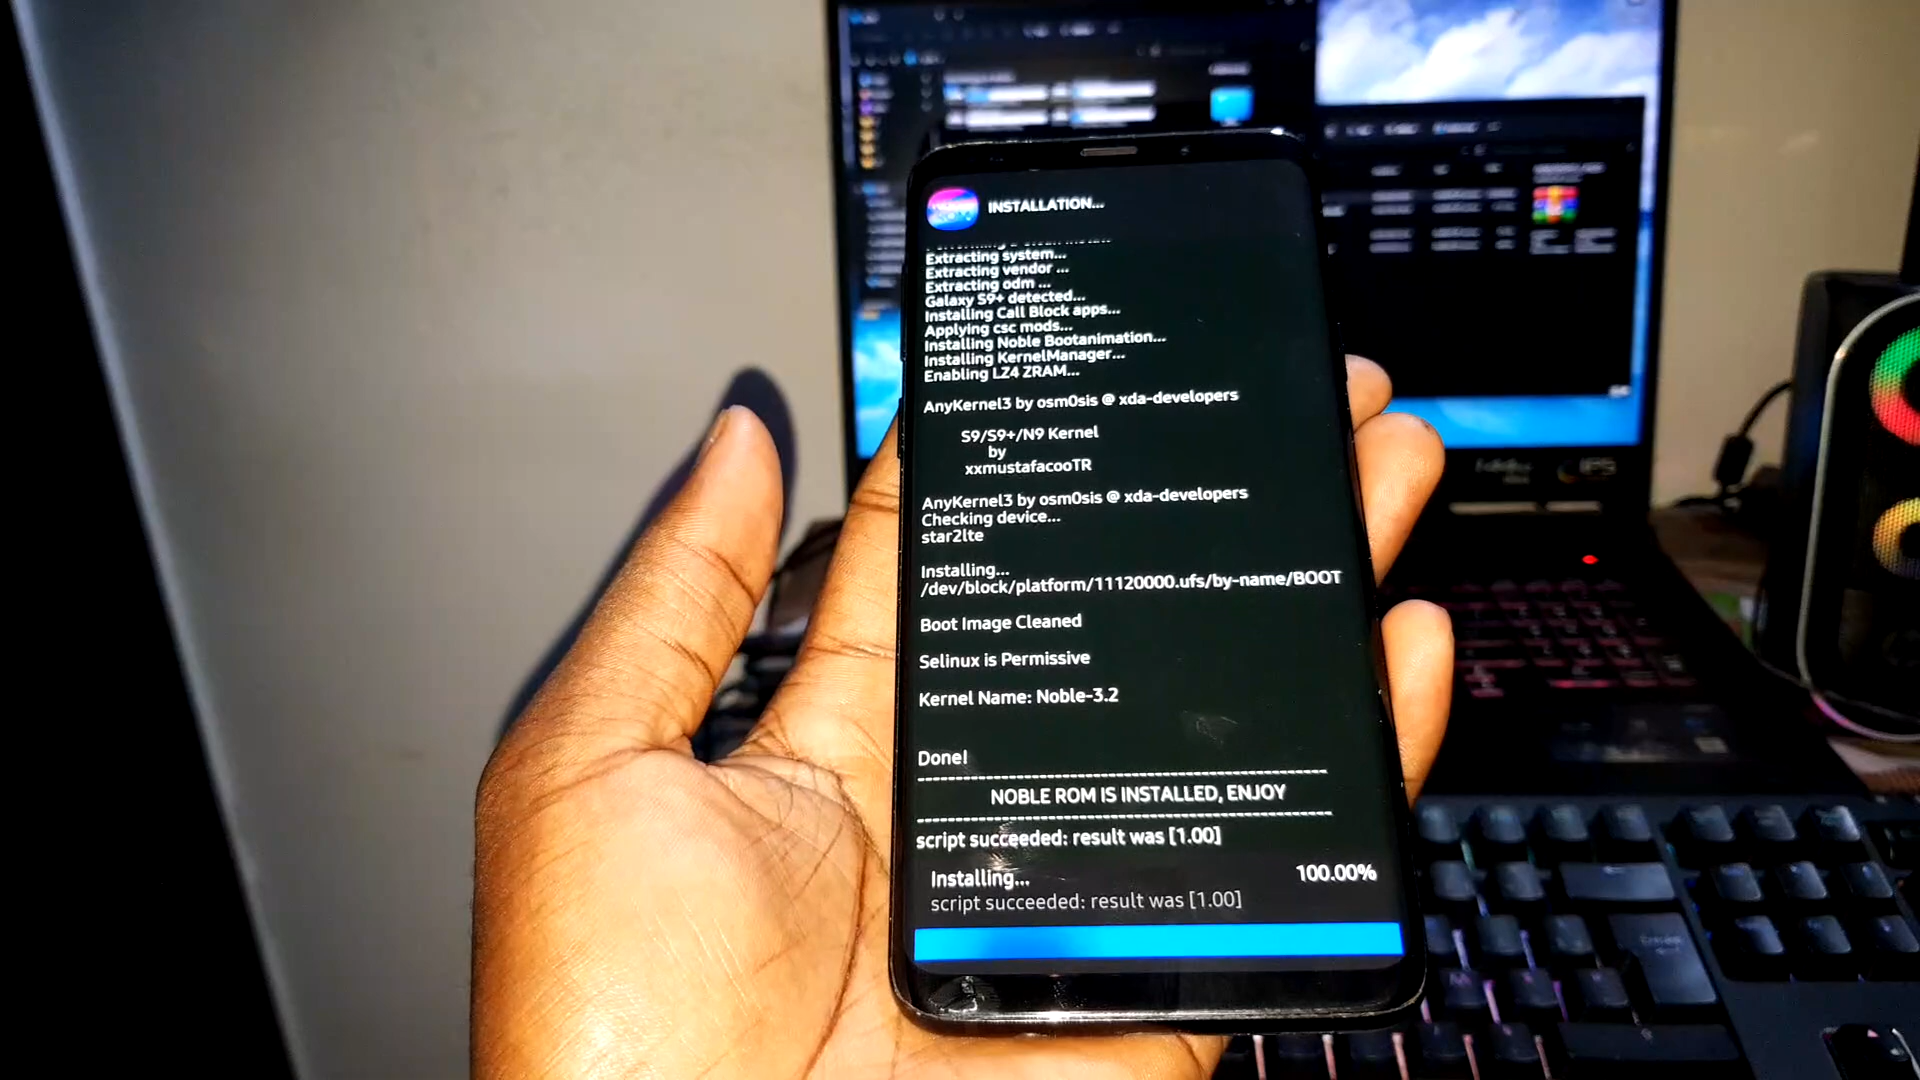 INSTALLATION...
Extracting system...
Extracting vendor ...
Extracting odm ...
Galaxy S9+ detected...
Installing Call Block apps...
Applying csc mods...
Installing Noble Bootanimation...
Installing KernelManager...
Enabling LZ4 ZRAM...
AnyKernel3 by osm0sis @ xda-developers
S9/S9+/N9 Kernel
by
xxmustafacooTR
AnyKernel3 by osm0sis @ xda-developers
Checking device...
star2lte
Installing...
/dev/block/platform/11120000.ufs/by-name/BOOT
Boot Image Cleaned
Selinux is Permissive
Kernel Name: Noble-3.2
Done!
---------------------------------------------------
NOBLE ROM IS INSTALLED, ENJOY
---------------------------------------------------
script succeeded: result was [1.00]
Installing... 100.00%
script succeeded: result was [1.00]
IPS